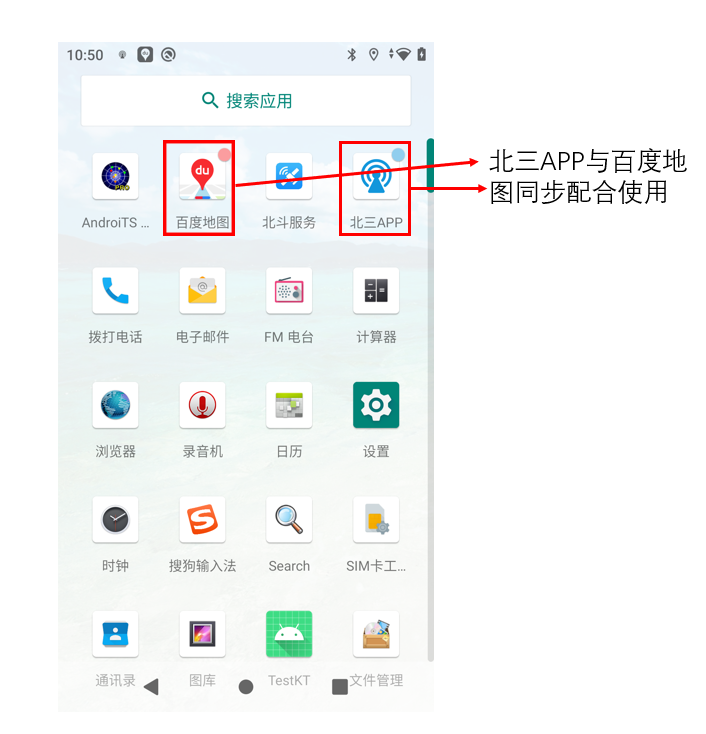 10:50
搜索应用
du
PRO
AndroiTS ...
百度地图
北斗服务
北三APP
北三APP与百度地
图同步配合使用
拨打电话
电子邮件
FM 电台
计算器
浏览器
录音机
日历
设置
时钟
搜狗输入法
Search
SIM卡工...
通讯录
图库
TestKT
文件管理